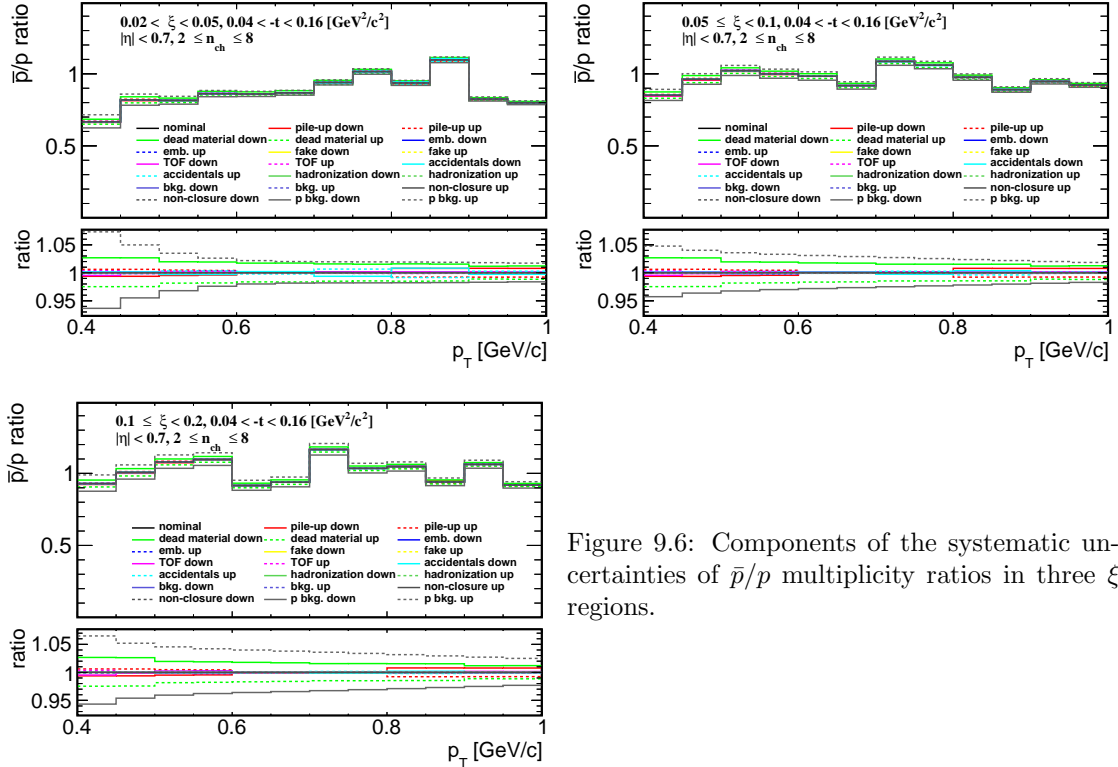 0.02 < ξ < 0.05, 0.04 < -t < 0.16 [GeV²/c²]
|η| < 0.7, 2 ≤ n_ch ≤ 8
p̄/p ratio
1
0.5
nominal pile-up down pile-up up
dead material down dead material up emb. down
emb. up fake down fake up
TOF down TOF up accidentals down
accidentals up hadronization down hadronization up
bkg. down bkg. up non-closure up
non-closure down p bkg. down p bkg. up
ratio
1.05
1
0.95
0.4 0.6 0.8 1
p_T [GeV/c]
0.05 ≤ ξ < 0.1, 0.04 < -t < 0.16 [GeV²/c²]
|η| < 0.7, 2 ≤ n_ch ≤ 8
p̄/p ratio
1
0.5
nominal pile-up down pile-up up
dead material down dead material up emb. down
emb. up fake down fake up
TOF down TOF up accidentals down
accidentals up hadronization down hadronization up
bkg. down bkg. up non-closure up
non-closure down p bkg. down p bkg. up
ratio
1.05
1
0.95
0.4 0.6 0.8 1
p_T [GeV/c]
0.1 ≤ ξ < 0.2, 0.04 < -t < 0.16 [GeV²/c²]
|η| < 0.7, 2 ≤ n_ch ≤ 8
p̄/p ratio
1
0.5
nominal pile-up down pile-up up
dead material down dead material up emb. down
emb. up fake down fake up
TOF down TOF up accidentals down
accidentals up hadronization down hadronization up
bkg. down bkg. up non-closure up
non-closure down p bkg. down p bkg. up
ratio
1.05
1
0.95
0.4 0.6 0.8 1
p_T [GeV/c]
Figure 9.6: Components of the systematic un-
certainties of p̄/p multiplicity ratios in three ξ
regions.